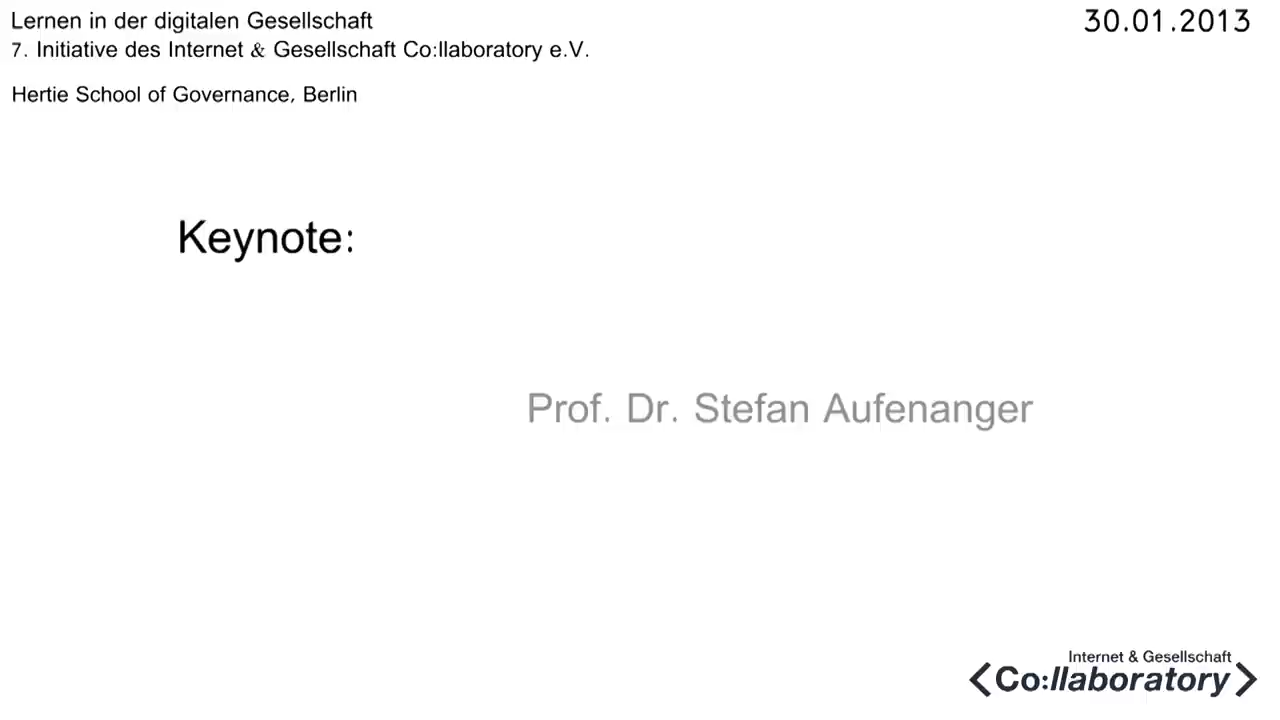 Lernen in der digitalen Gesellschaft
30.01.2013
7. Initiative des Internet & Gesellschaft Co:llaboratory e.V.
Hertie School of Governance, Berlin
Keynote:
Prof. Dr. Stefan Aufenanger
Internet & Gesellschaft
<Co:llaboratory>